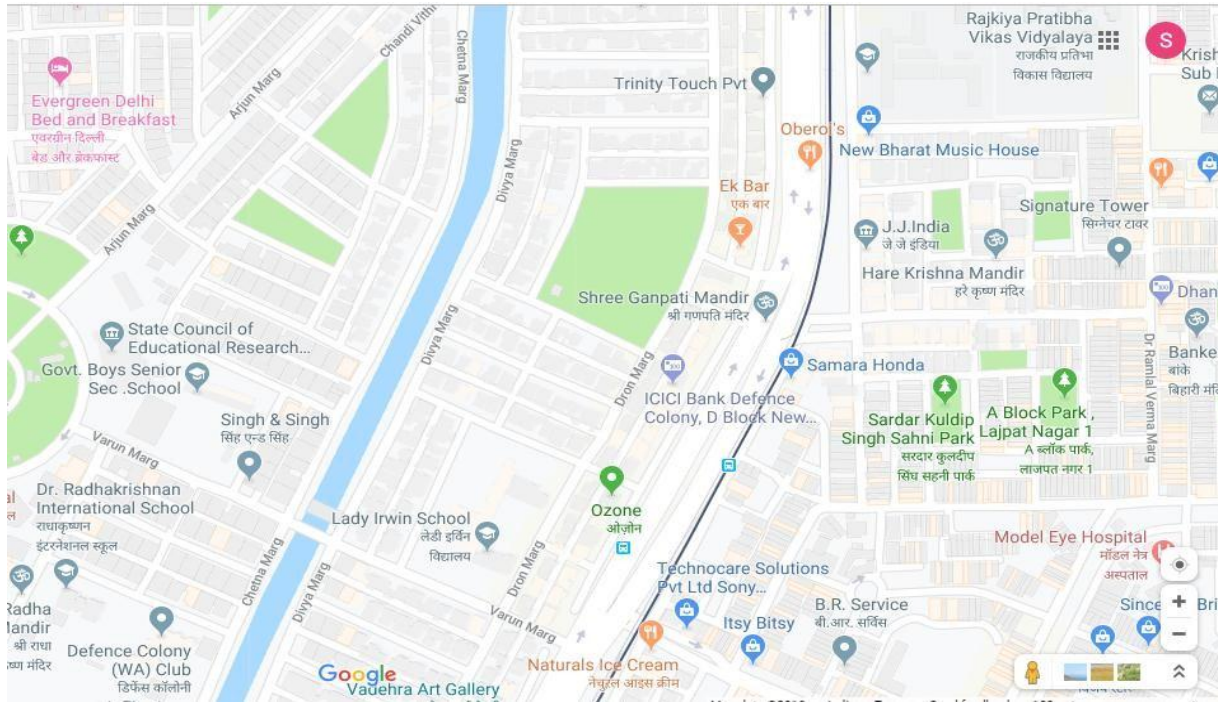 Rajkiya Pratibha
Vikas Vidyalaya
राजकीय प्रतिभा
विकास विद्यालय
S
Krish
Sub
Chandi Vithi
Chetna Marg
Trinity Touch Pvt
Evergreen Delhi
Bed and Breakfast
एवरग्रीन दिल्ली
बेड और ब्रेकफास्ट
Arjun Marg
Oberoi's
New Bharat Music House
Divya Marg
Ek Bar
एक बार
Signature Tower
सिग्नेचर टावर
Arjun Marg
J.J.India
जे जे इंडिया
Hare Krishna Mandir
हरे कृष्ण मंदिर
Shree Ganpati Mandir
श्री गणपति मंदिर
Dhan
State Council of
Educational Research...
Divya Marg
Dr Ramlal Verma Marg
Banke
बांके
बिहारी
Govt. Boys Senior
Sec .School
Dron Marg
Samara Honda
ICICI Bank Defence
Colony, D Block New...
Singh & Singh
सिंह एन्ड सिंह
Sardar Kuldip
Singh Sahni Park
सरदार कुलदीप
सिंघ सहनी पार्क
A Block Park ,
Lajpat Nagar 1
A ब्लॉक पार्क,
लाजपत नगर 1
Varun Marg
Dr. Radhakrishnan
International School
राधाकृष्णन
इंटरनेशनल स्कूल
Ozone
ओज़ोन
Lady Irwin School
लेडी इर्विन
विद्यालय
Model Eye Hospital
मॉडल नेत्र
अस्पताल
Chetna Marg
Divya Marg
Dron Marg
Technocare Solutions
Pvt Ltd Sony...
Varun Marg
Itsy Bitsy
B.R. Service
बी.आर. सर्विस
Since
Bri
Radha
Mandir
श्री राधा
मंदिर
Defence Colony
(WA) Club
डिफेंस कॉलोनी
Google
Naturals Ice Cream
नेचुरल आइस क्रीम
Vadehra Art Gallery